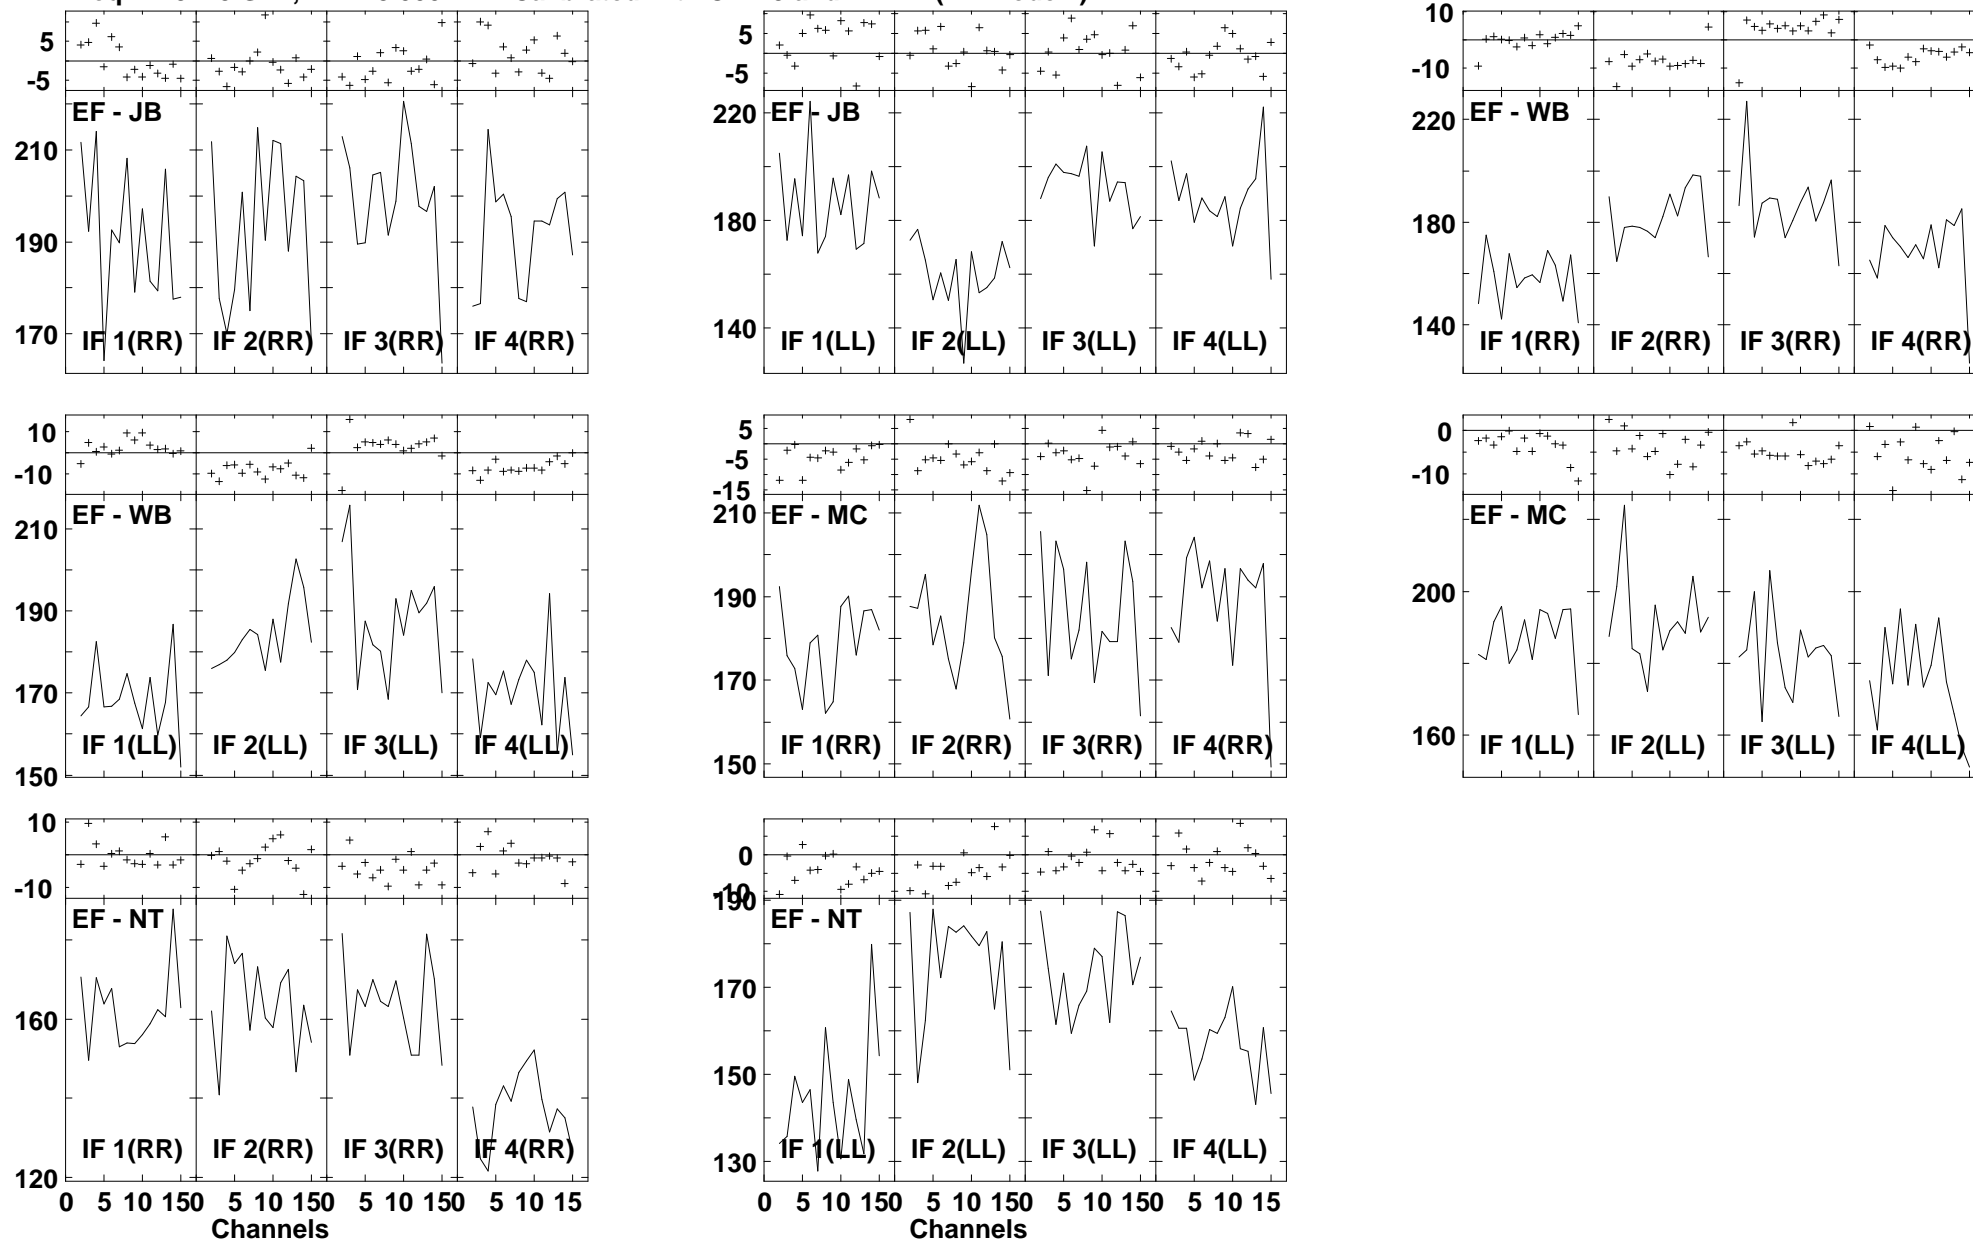 5
-5
EF - JB
210
190
170
IF 1(RR) IF 2(RR) IF 3(RR) IF 4(RR)
5
-5
EF - JB
220
180
140
IF 1(LL) IF 2(LL) IF 3(LL) IF 4(LL)
10
-10
EF - WB
220
180
140
IF 1(RR) IF 2(RR) IF 3(RR) IF 4(RR)
10
-10
EF - WB
210
190
170
150
IF 1(LL) IF 2(LL) IF 3(LL) IF 4(LL)
5
-5
-15
EF - MC
210
190
170
150
IF 1(RR) IF 2(RR) IF 3(RR) IF 4(RR)
0
-10
EF - MC
200
160
IF 1(LL) IF 2(LL) IF 3(LL) IF 4(LL)
10
-10
EF - NT
160
120
IF 1(RR) IF 2(RR) IF 3(RR) IF 4(RR)
0 5 10 150 5 10 150 5 10 150 5 10 15
Channels
0
-10
EF - NT
190
170
150
130
IF 1(LL) IF 2(LL) IF 3(LL) IF 4(LL)
0 5 10 150 5 10 150 5 10 150 5 10 15
Channels